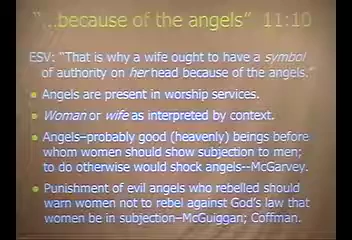 "...because of the angels" 11:10
ESV: "That is why a wife ought to have a symbol
of authority on her head because of the angels."
Angels are present in worship services.
Woman or wife as interpreted by context.
Angels–probably good (heavenly) beings before
whom women should show subjection to men;
to do otherwise would shock angels--McGarvey.
Punishment of evil angels who rebelled should
warn women not to rebel against God's law that
women be in subjection–McGuiggan; Coffman.